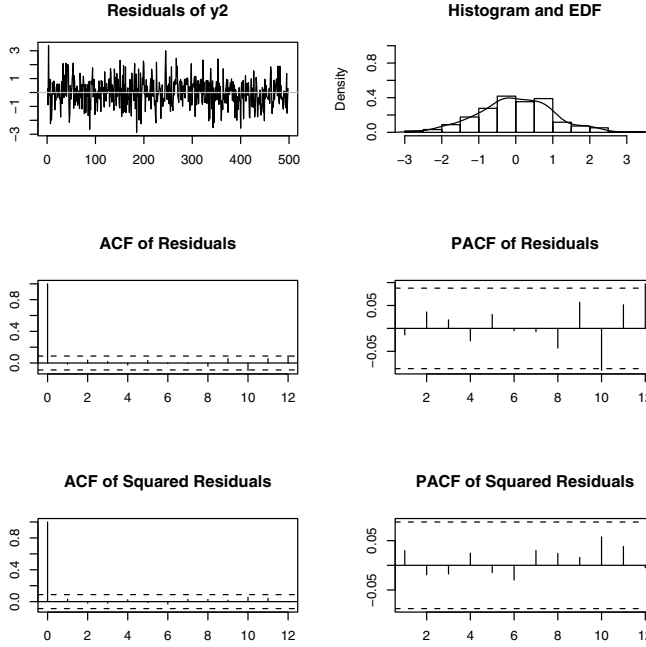 Residuals of y2
3
1
−1
−3
0 100 200 300 400 500
Histogram and EDF
Density
0.8
0.4
0.0
−3 −2 −1 0 1 2 3
ACF of Residuals
0.8
0.4
0.0
0 2 4 6 8 10 12
PACF of Residuals
0.05
−0.05
2 4 6 8 10 12
ACF of Squared Residuals
0.8
0.4
0.0
0 2 4 6 8 10 12
PACF of Squared Residuals
0.05
−0.05
2 4 6 8 10 12